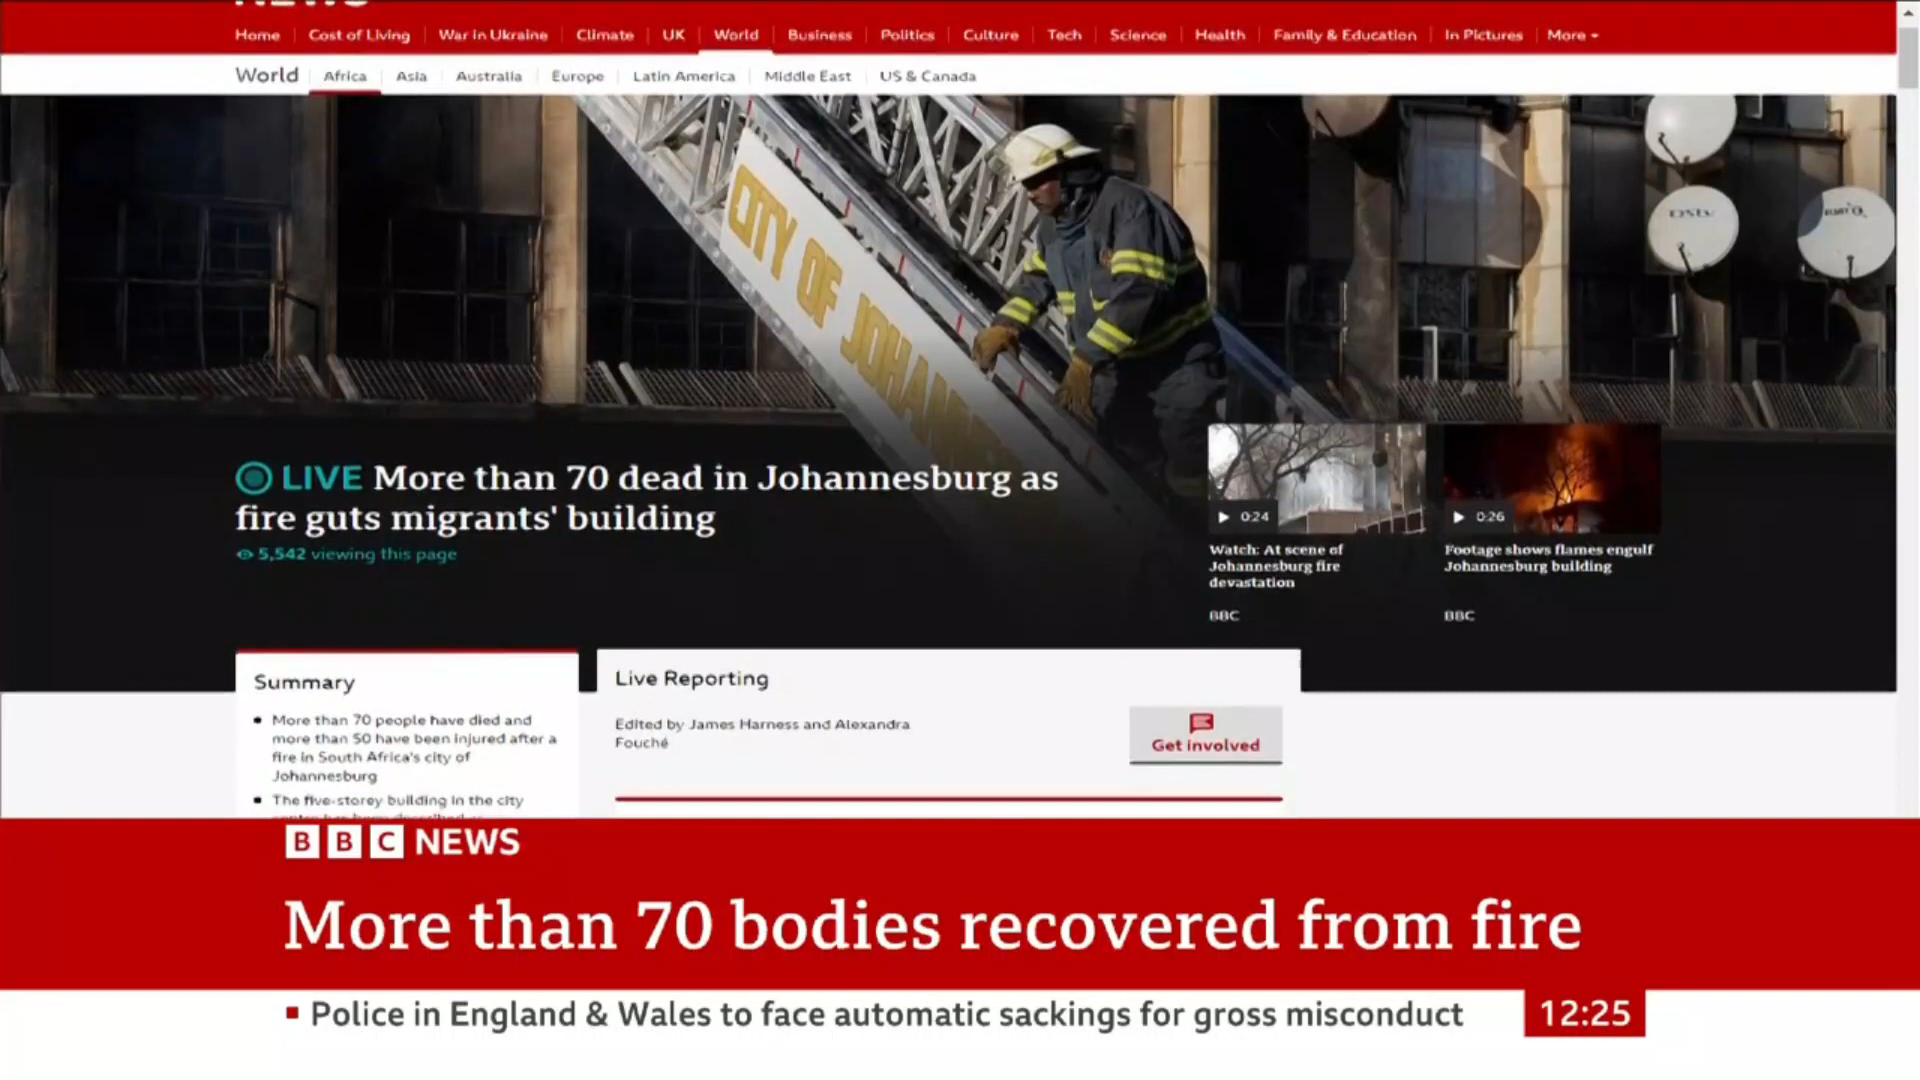 NEWS
Home Cost of Living War in Ukraine Climate UK World Business Politics Culture Tech Science Health Family & Education In Pictures More
World Africa Asia Australia Europe Latin America Middle East US & Canada
CITY OF JOHANN
DStv
LIVE More than 70 dead in Johannesburg as
fire guts migrants' building
5,542 viewing this page
0:24
Watch: At scene of
Johannesburg fire
devastation
BBC
0:26
Footage shows flames engulf
Johannesburg building
BBC
Summary
More than 70 people have died and
more than 50 have been injured after a
fire in South Africa's city of
Johannesburg
The five-storey building in the city
Live Reporting
Edited by James Harness and Alexandra
Fouché
Get involved
BBC NEWS
More than 70 bodies recovered from fire
Police in England & Wales to face automatic sackings for gross misconduct
12:25